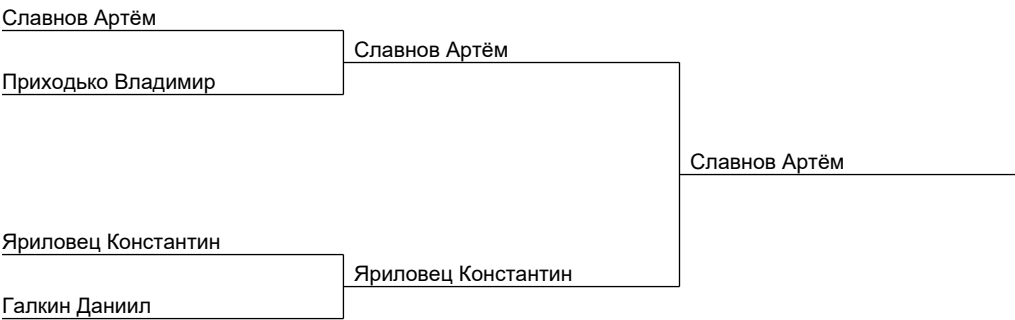 Славнов Артём
Славнов Артём
Приходько Владимир
Славнов Артём
Яриловец Константин
Яриловец Константин
Галкин Даниил